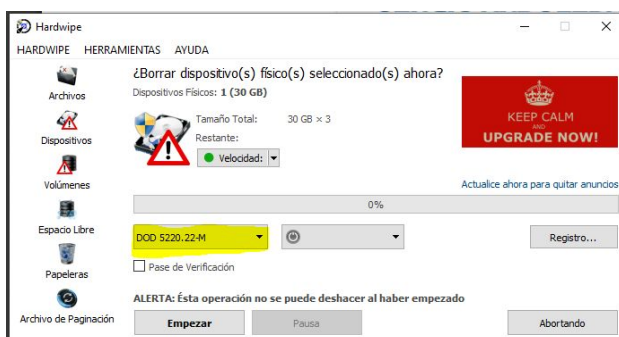 Hardwipe
HARDWIPE HERRAMIENTAS AYUDA
Archivos
Dispositivos
Volúmenes
Espacio Libre
Papeleras
Archivo de Paginación
¿Borrar dispositivo(s) físico(s) seleccionado(s) ahora?
Dispositivos Físicos: 1 (30 GB)
Tamaño Total: 30 GB × 3
Restante:
Velocidad:
KEEP CALM
AND
UPGRADE NOW!
Actualice ahora para quitar anuncios
0%
DOD 5220.22-M
Registro...
Pase de Verificación
ALERTA: Ésta operación no se puede deshacer al haber empezado
Empezar Pausa Abortando